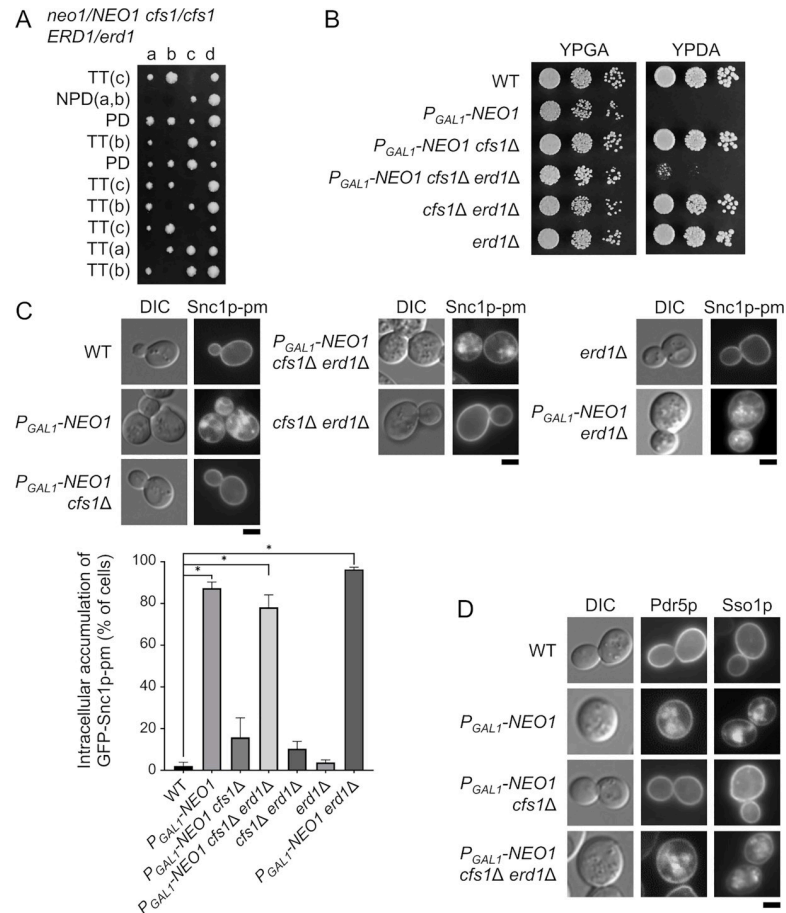 A
neo1/NEO1 cfs1/cfs1
ERD1/erd1
a b c d
TT(c)
NPD(a,b)
PD
TT(b)
PD
TT(c)
TT(b)
TT(c)
TT(a)
TT(b)
B
YPGA YPDA
WT
PGAL1-NEO1
PGAL1-NEO1 cfs1Δ
PGAL1-NEO1 cfs1Δ erd1Δ
cfs1Δ erd1Δ
erd1Δ
C
DIC Snc1p-pm
WT
PGAL1-NEO1
PGAL1-NEO1
cfs1Δ
DIC Snc1p-pm
PGAL1-NEO1
cfs1Δ erd1Δ
cfs1Δ erd1Δ
DIC Snc1p-pm
erd1Δ
PGAL1-NEO1
erd1Δ
Intracellular accumulation of
GFP-Snc1p-pm (% of cells)
100
80
60
40
20
0
*
*
*
WT
PGAL1-NEO1
PGAL1-NEO1 cfs1Δ
PGAL1-NEO1 cfs1Δ erd1Δ
cfs1Δ erd1Δ
erd1Δ
PGAL1-NEO1 erd1Δ
D
DIC Pdr5p Sso1p
WT
PGAL1-NEO1
PGAL1-NEO1
cfs1Δ
PGAL1-NEO1
cfs1Δ erd1Δ